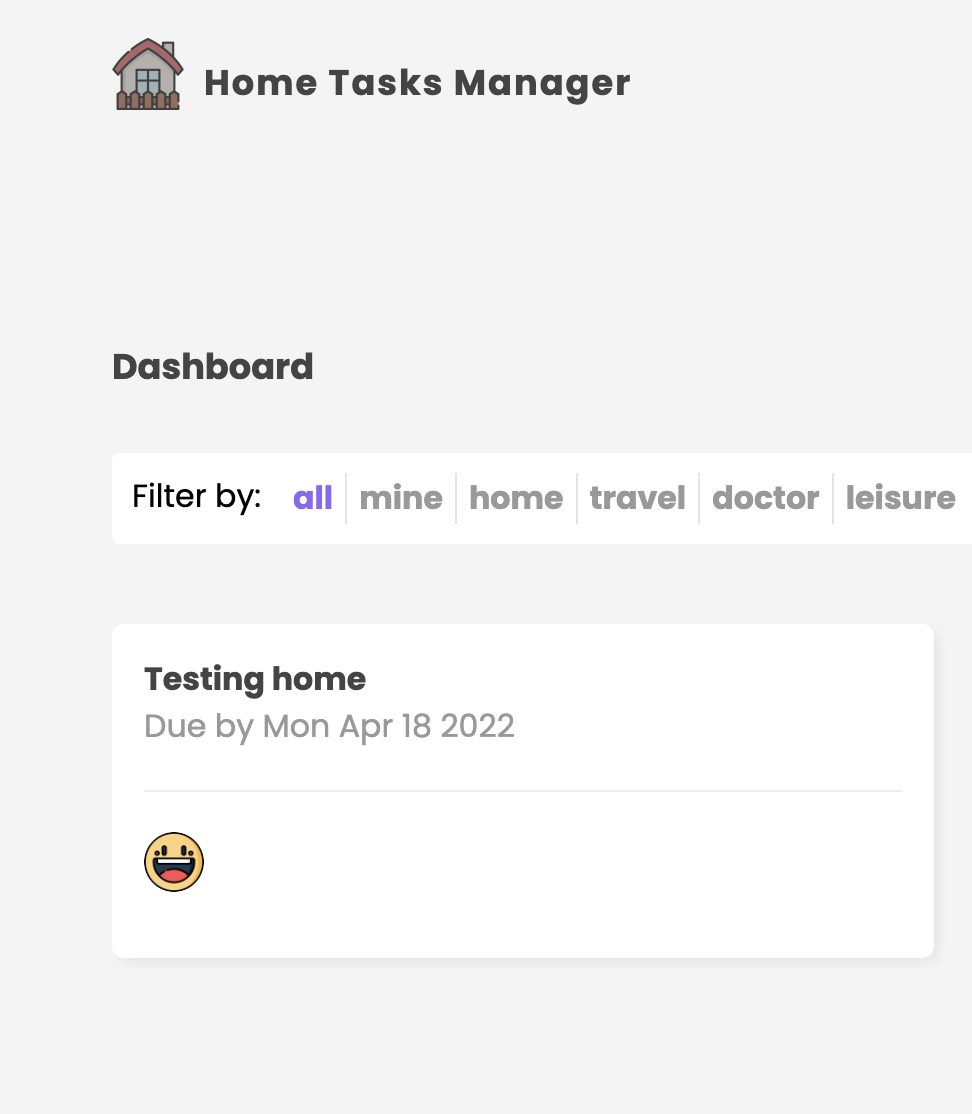 Home Tasks Manager
Dashboard
Filter by: all mine home travel doctor leisure
Testing home
Due by Mon Apr 18 2022